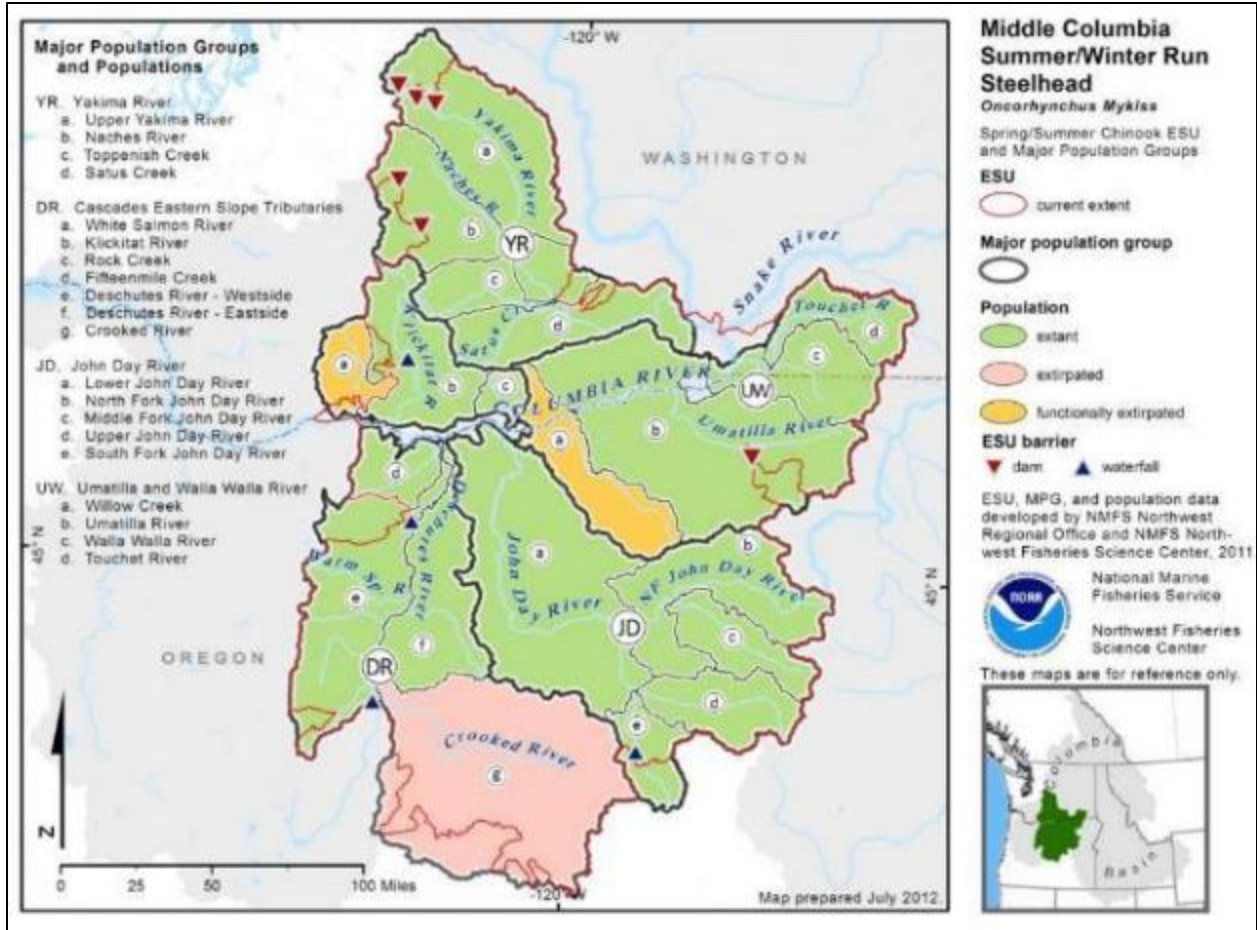 Major Population Groups
and Populations
YR. Yakima River
a. Upper Yakima River
b. Naches River
c. Toppenish Creek
d. Satus Creek
DR. Cascades Eastern Slope Tributaries
a. White Salmon River
b. Klickitat River
c. Rock Creek
d. Fifteenmile Creek
e. Deschutes River - Westside
f. Deschutes River - Eastside
g. Crooked River
JD. John Day River
a. Lower John Day River
b. North Fork John Day River
c. Middle Fork John Day River
d. Upper John Day River
e. South Fork John Day River
UW. Umatilla and Walla Walla River
a. Willow Creek
b. Umatilla River
c. Walla Walla River
d. Touchet River
-120° W
WASHINGTON
Yakima River
a
Naches R
b
YR
c
Snake River
Touchet R
d
c
Satus C
d
Klickitat R
a
b
c
COLUMBIA RIVER
UW
Umatilla River
a
b
d
Deschutes River
45° N
Warm Sp. R
e
f
a
John Day River
b
NF John Day River
45° N
JD
c
OREGON
DR
d
e
Crooked River
g
N
0 25 50 100 Miles
-120° W
Map prepared July 2012.
Middle Columbia
Summer/Winter Run
Steelhead
Oncorhynchus Mykiss
Spring/Summer Chinook ESU
and Major Population Groups
ESU
current extent
Major population group
Population
extant
extirpated
functionally extirpated
ESU barrier
dam waterfall
ESU, MPG, and population data
developed by NMFS Northwest
Regional Office and NMFS North-
west Fisheries Science Center, 2011
NOAA
National Marine
Fisheries Service
Northwest Fisheries
Science Center
These maps are for reference only.
Columbia
Basin